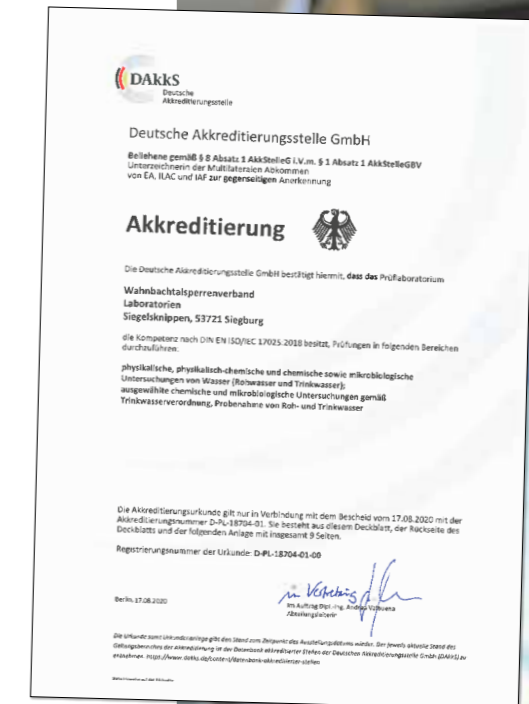 DAkkS
Deutsche
Akkreditierungsstelle
Deutsche Akkreditierungsstelle GmbH
Beliehene gemäß § 8 Absatz 1 AkkStelleG i.V.m. § 1 Absatz 1 AkkStelleGBV
Unterzeichnerin der Multilateralen Abkommen
von EA, ILAC und IAF zur gegenseitigen Anerkennung
Akkreditierung
Die Deutsche Akkreditierungsstelle GmbH bestätigt hiermit, dass das Prüflaboratorium
Wahnbachtalsperrenverband
Laboratorien
Siegelsknippen, 53721 Siegburg
die Kompetenz nach DIN EN ISO/IEC 17025:2018 besitzt, Prüfungen in folgenden Bereichen
durchzuführen:
physikalische, physikalisch-chemische und chemische sowie mikrobiologische
Untersuchungen von Wasser (Rohwasser und Trinkwasser);
ausgewählte chemische und mikrobiologische Untersuchungen gemäß
Trinkwasserverordnung, Probenahme von Roh- und Trinkwasser
Die Akkreditierungsurkunde gilt nur in Verbindung mit dem Bescheid vom 17.08.2020 mit der
Akkreditierungsnummer D-PL-18704-01. Sie besteht aus diesem Deckblatt, der Rückseite des
Deckblatts und der folgenden Anlage mit insgesamt 9 Seiten.
Registrierungsnummer der Urkunde: D-PL-18704-01-00
in Vertretung
Berlin, 17.08.2020
Im Auftrag Dipl.-Ing. Andrea
Abteilungsleiterin
Die Urkunde samt Urkundenanlage gibt den Stand zum Zeitpunkt des Ausstellungsdatums wieder. Der jeweils aktuelle Stand des
Geltungsbereiches der Akkreditierung ist der Datenbank akkreditierter Stellen der Deutschen Akkreditierungsstelle GmbH (DAkkS) zu
entnehmen. https://www.dakks.de/content/datenbank-akkreditierter-stellen